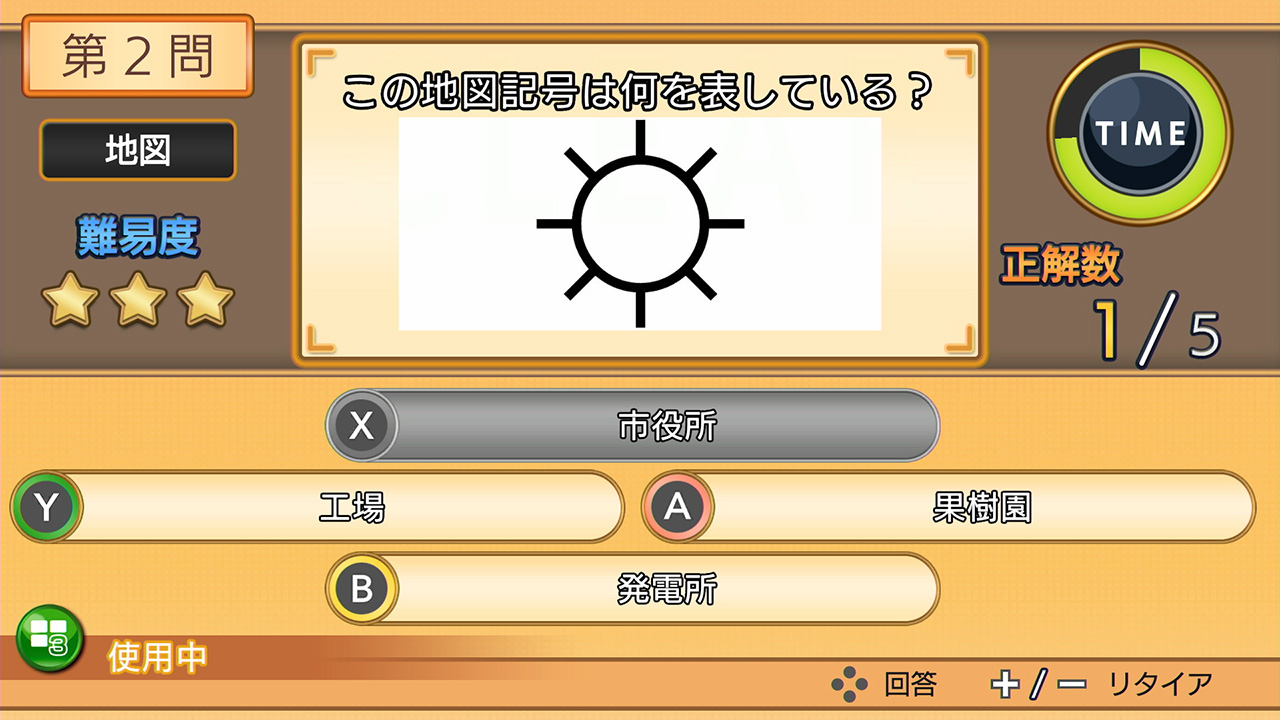 第2問
地図
難易度
この地図記号は何を表している?
TIME
正解数
1/5
X 市役所
Y 工場
A 果樹園
B 発電所
3
使用中
回答
+/- リタイア